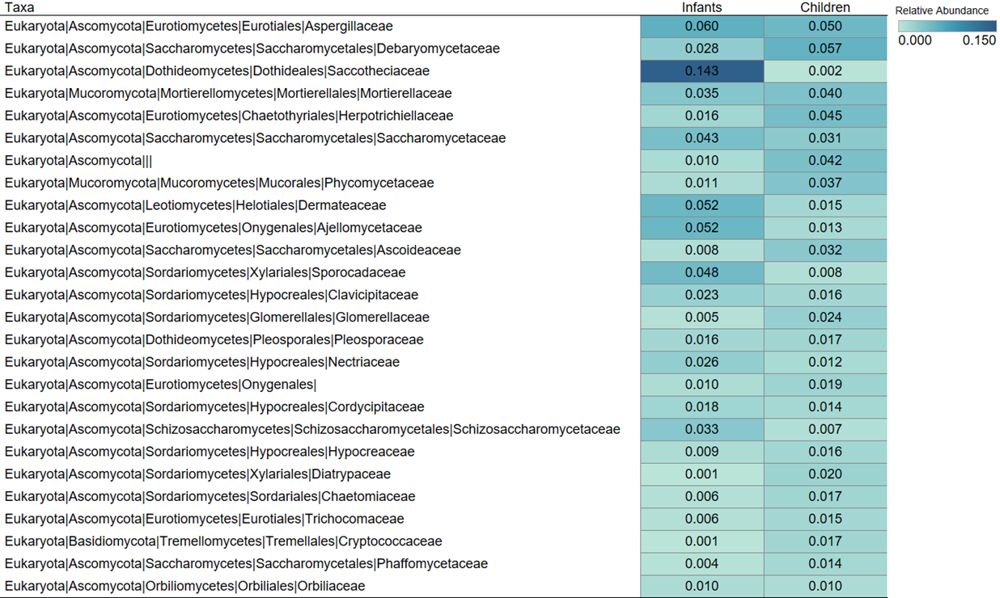 Taxa Infants Children Relative Abundance
0.000 0.150
Eukaryota|Ascomycota|Eurotiomycetes|Eurotiales|Aspergillaceae 0.060 0.050
Eukaryota|Ascomycota|Saccharomycetes|Saccharomycetales|Debaryomycetaceae 0.028 0.057
Eukaryota|Ascomycota|Dothideomycetes|Dothideales|Saccotheciaceae 0.143 0.002
Eukaryota|Mucoromycota|Mortierellomycetes|Mortierellales|Mortierellaceae 0.035 0.040
Eukaryota|Ascomycota|Eurotiomycetes|Chaetothyriales|Herpotrichiellaceae 0.016 0.045
Eukaryota|Ascomycota|Saccharomycetes|Saccharomycetales|Saccharomycetaceae 0.043 0.031
Eukaryota|Ascomycota||| 0.010 0.042
Eukaryota|Mucoromycota|Mucoromycetes|Mucorales|Phycomycetaceae 0.011 0.037
Eukaryota|Ascomycota|Leotiomycetes|Helotiales|Dermateaceae 0.052 0.015
Eukaryota|Ascomycota|Eurotiomycetes|Onygenales|Ajellomycetaceae 0.052 0.013
Eukaryota|Ascomycota|Saccharomycetes|Saccharomycetales|Ascoideaceae 0.008 0.032
Eukaryota|Ascomycota|Sordariomycetes|Xylariales|Sporocadaceae 0.048 0.008
Eukaryota|Ascomycota|Sordariomycetes|Hypocreales|Clavicipitaceae 0.023 0.016
Eukaryota|Ascomycota|Sordariomycetes|Glomerellales|Glomerellaceae 0.005 0.024
Eukaryota|Ascomycota|Dothideomycetes|Pleosporales|Pleosporaceae 0.016 0.017
Eukaryota|Ascomycota|Sordariomycetes|Hypocreales|Nectriaceae 0.026 0.012
Eukaryota|Ascomycota|Eurotiomycetes|Onygenales| 0.010 0.019
Eukaryota|Ascomycota|Sordariomycetes|Hypocreales|Cordycipitaceae 0.018 0.014
Eukaryota|Ascomycota|Schizosaccharomycetes|Schizosaccharomycetales|Schizosaccharomycetaceae 0.033 0.007
Eukaryota|Ascomycota|Sordariomycetes|Hypocreales|Hypocreaceae 0.009 0.016
Eukaryota|Ascomycota|Sordariomycetes|Xylariales|Diatrypaceae 0.001 0.020
Eukaryota|Ascomycota|Sordariomycetes|Sordariales|Chaetomiaceae 0.006 0.017
Eukaryota|Ascomycota|Eurotiomycetes|Eurotiales|Trichocomaceae 0.006 0.015
Eukaryota|Basidiomycota|Tremellomycetes|Tremellales|Cryptococcaceae 0.001 0.017
Eukaryota|Ascomycota|Saccharomycetes|Saccharomycetales|Phaffomycetaceae 0.004 0.014
Eukaryota|Ascomycota|Orbiliomycetes|Orbiliales|Orbiliaceae 0.010 0.010